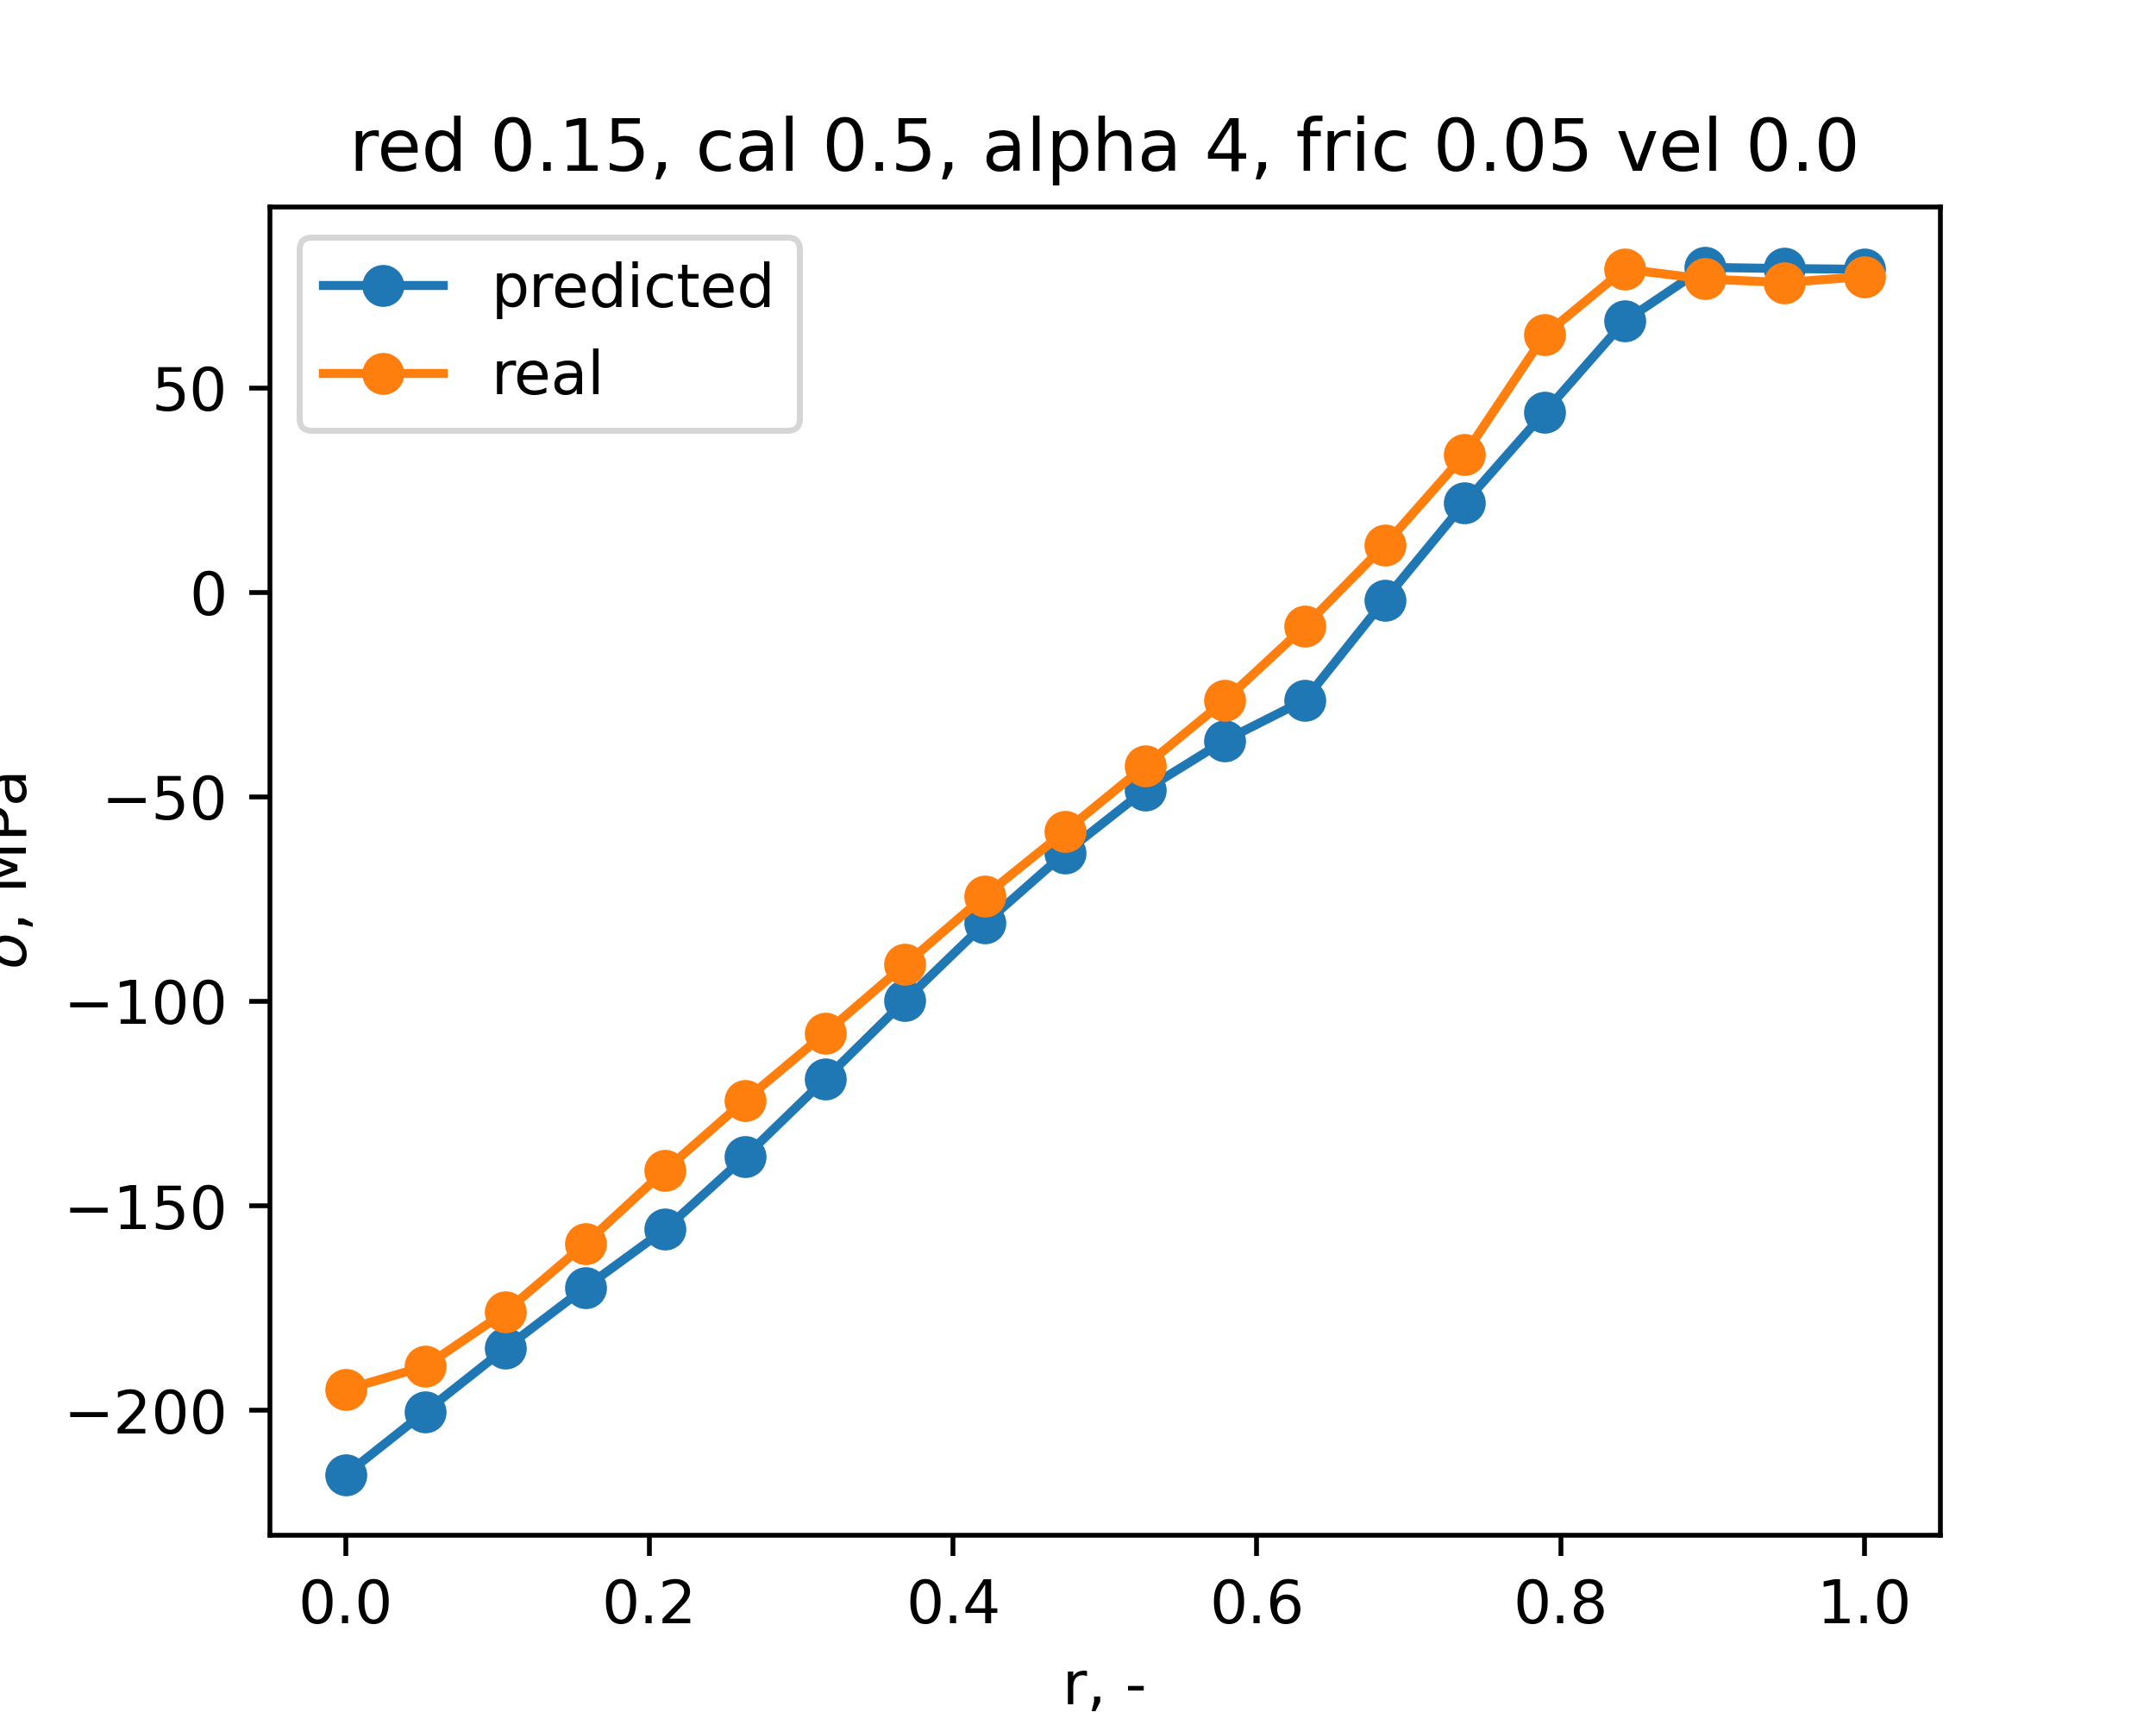 red 0.15, cal 0.5, alpha 4, fric 0.05 vel 0.0
predicted
real
50
0
−50
−100
−150
−200
, MPa
0.0 0.2 0.4 0.6 0.8 1.0
r, -